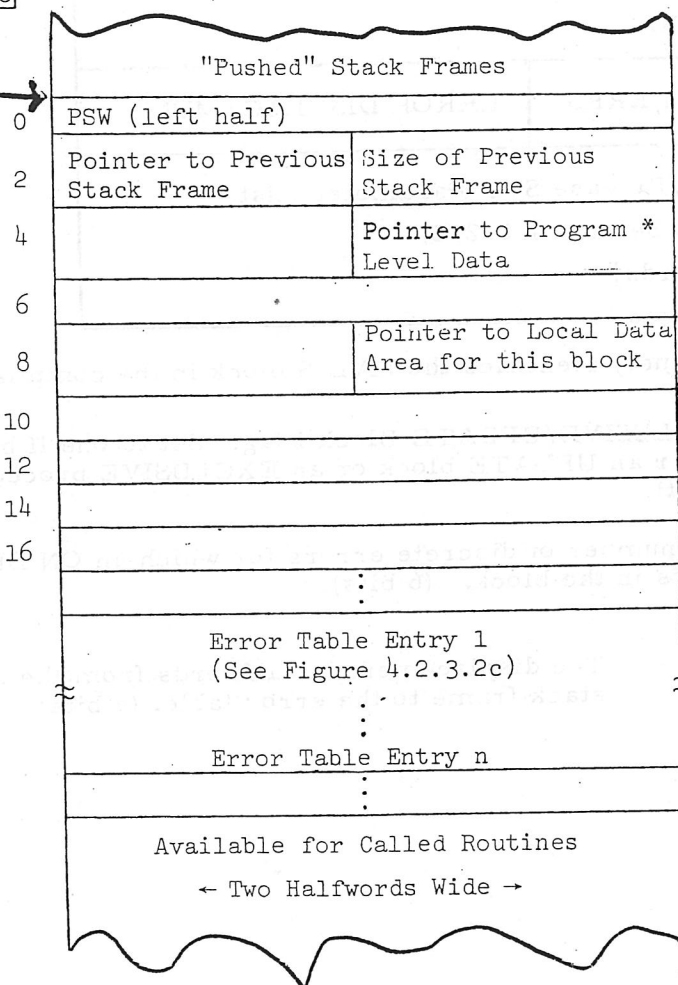 "Pushed" Stack Frames
0
PSW (left half)
2
Pointer to Previous
Stack Frame
Size of Previous
Stack Frame
4
Pointer to Program *
Level Data
6
8
Pointer to Local Data
Area for this block
10
12
14
16
Error Table Entry 1
(See Figure 4.2.3.2c)
Error Table Entry n
Available for Called Routines
← Two Halfwords Wide →